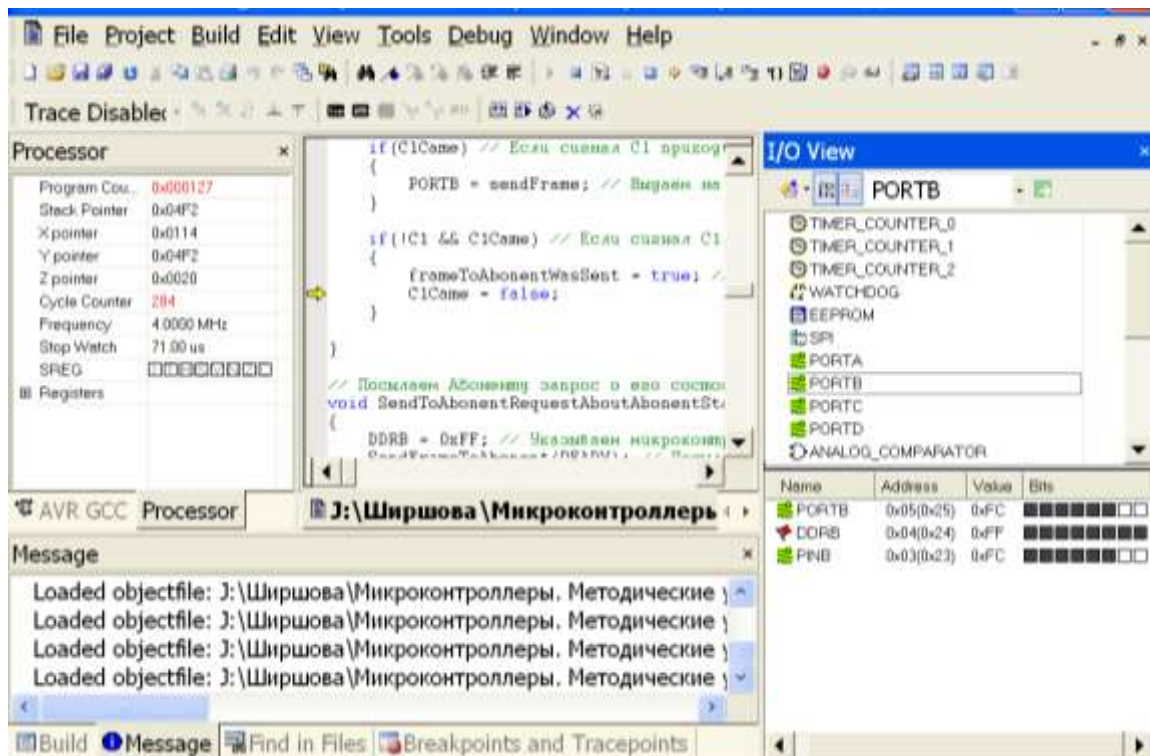 File Project Build Edit View Tools Debug Window Help
Trace Disabled
Processor
Program Cou.. 0x000127
Stack Pointer 0x04F2
X pointer 0x0114
Y pointer 0x04F2
Z pointer 0x0020
Cycle Counter 284
Frequency 4.0000 MHz
Stop Watch 71.00 us
SREG
Registers
AVR GCC Processor
if(C1Came) // Если сигнал C1 приход
{
PORTB = sendFrame; // Выдаем на
}
if(!C1 && C1Came) // Если сигнал C1
{
frameToAbonentWasSent = true; //
C1Came = false;
}
}
// Посылаем Абоненту запрос о его состо
void SendToAbonentRequestAboutAbonentSta
{
DDRB = 0xFF; // Указываем микроконт
J:\Ширшова\Микроконтроллеры
I/O View
PORTB
TIMER_COUNTER_0
TIMER_COUNTER_1
TIMER_COUNTER_2
WATCHDOG
EEPROM
SPI
PORTA
PORTB
PORTC
PORTD
ANALOG_COMPARATOR
Name Address Value Bits
PORTB 0x05(0x25) 0xFC
DDRB 0x04(0x24) 0xFF
PINB 0x03(0x23) 0xFC
Message
Loaded objectfile: J:\Ширшова\Микроконтроллеры. Методические
Loaded objectfile: J:\Ширшова\Микроконтроллеры. Методические
Loaded objectfile: J:\Ширшова\Микроконтроллеры. Методические
Loaded objectfile: J:\Ширшова\Микроконтроллеры. Методические
Build Message Find in Files Breakpoints and Tracepoints